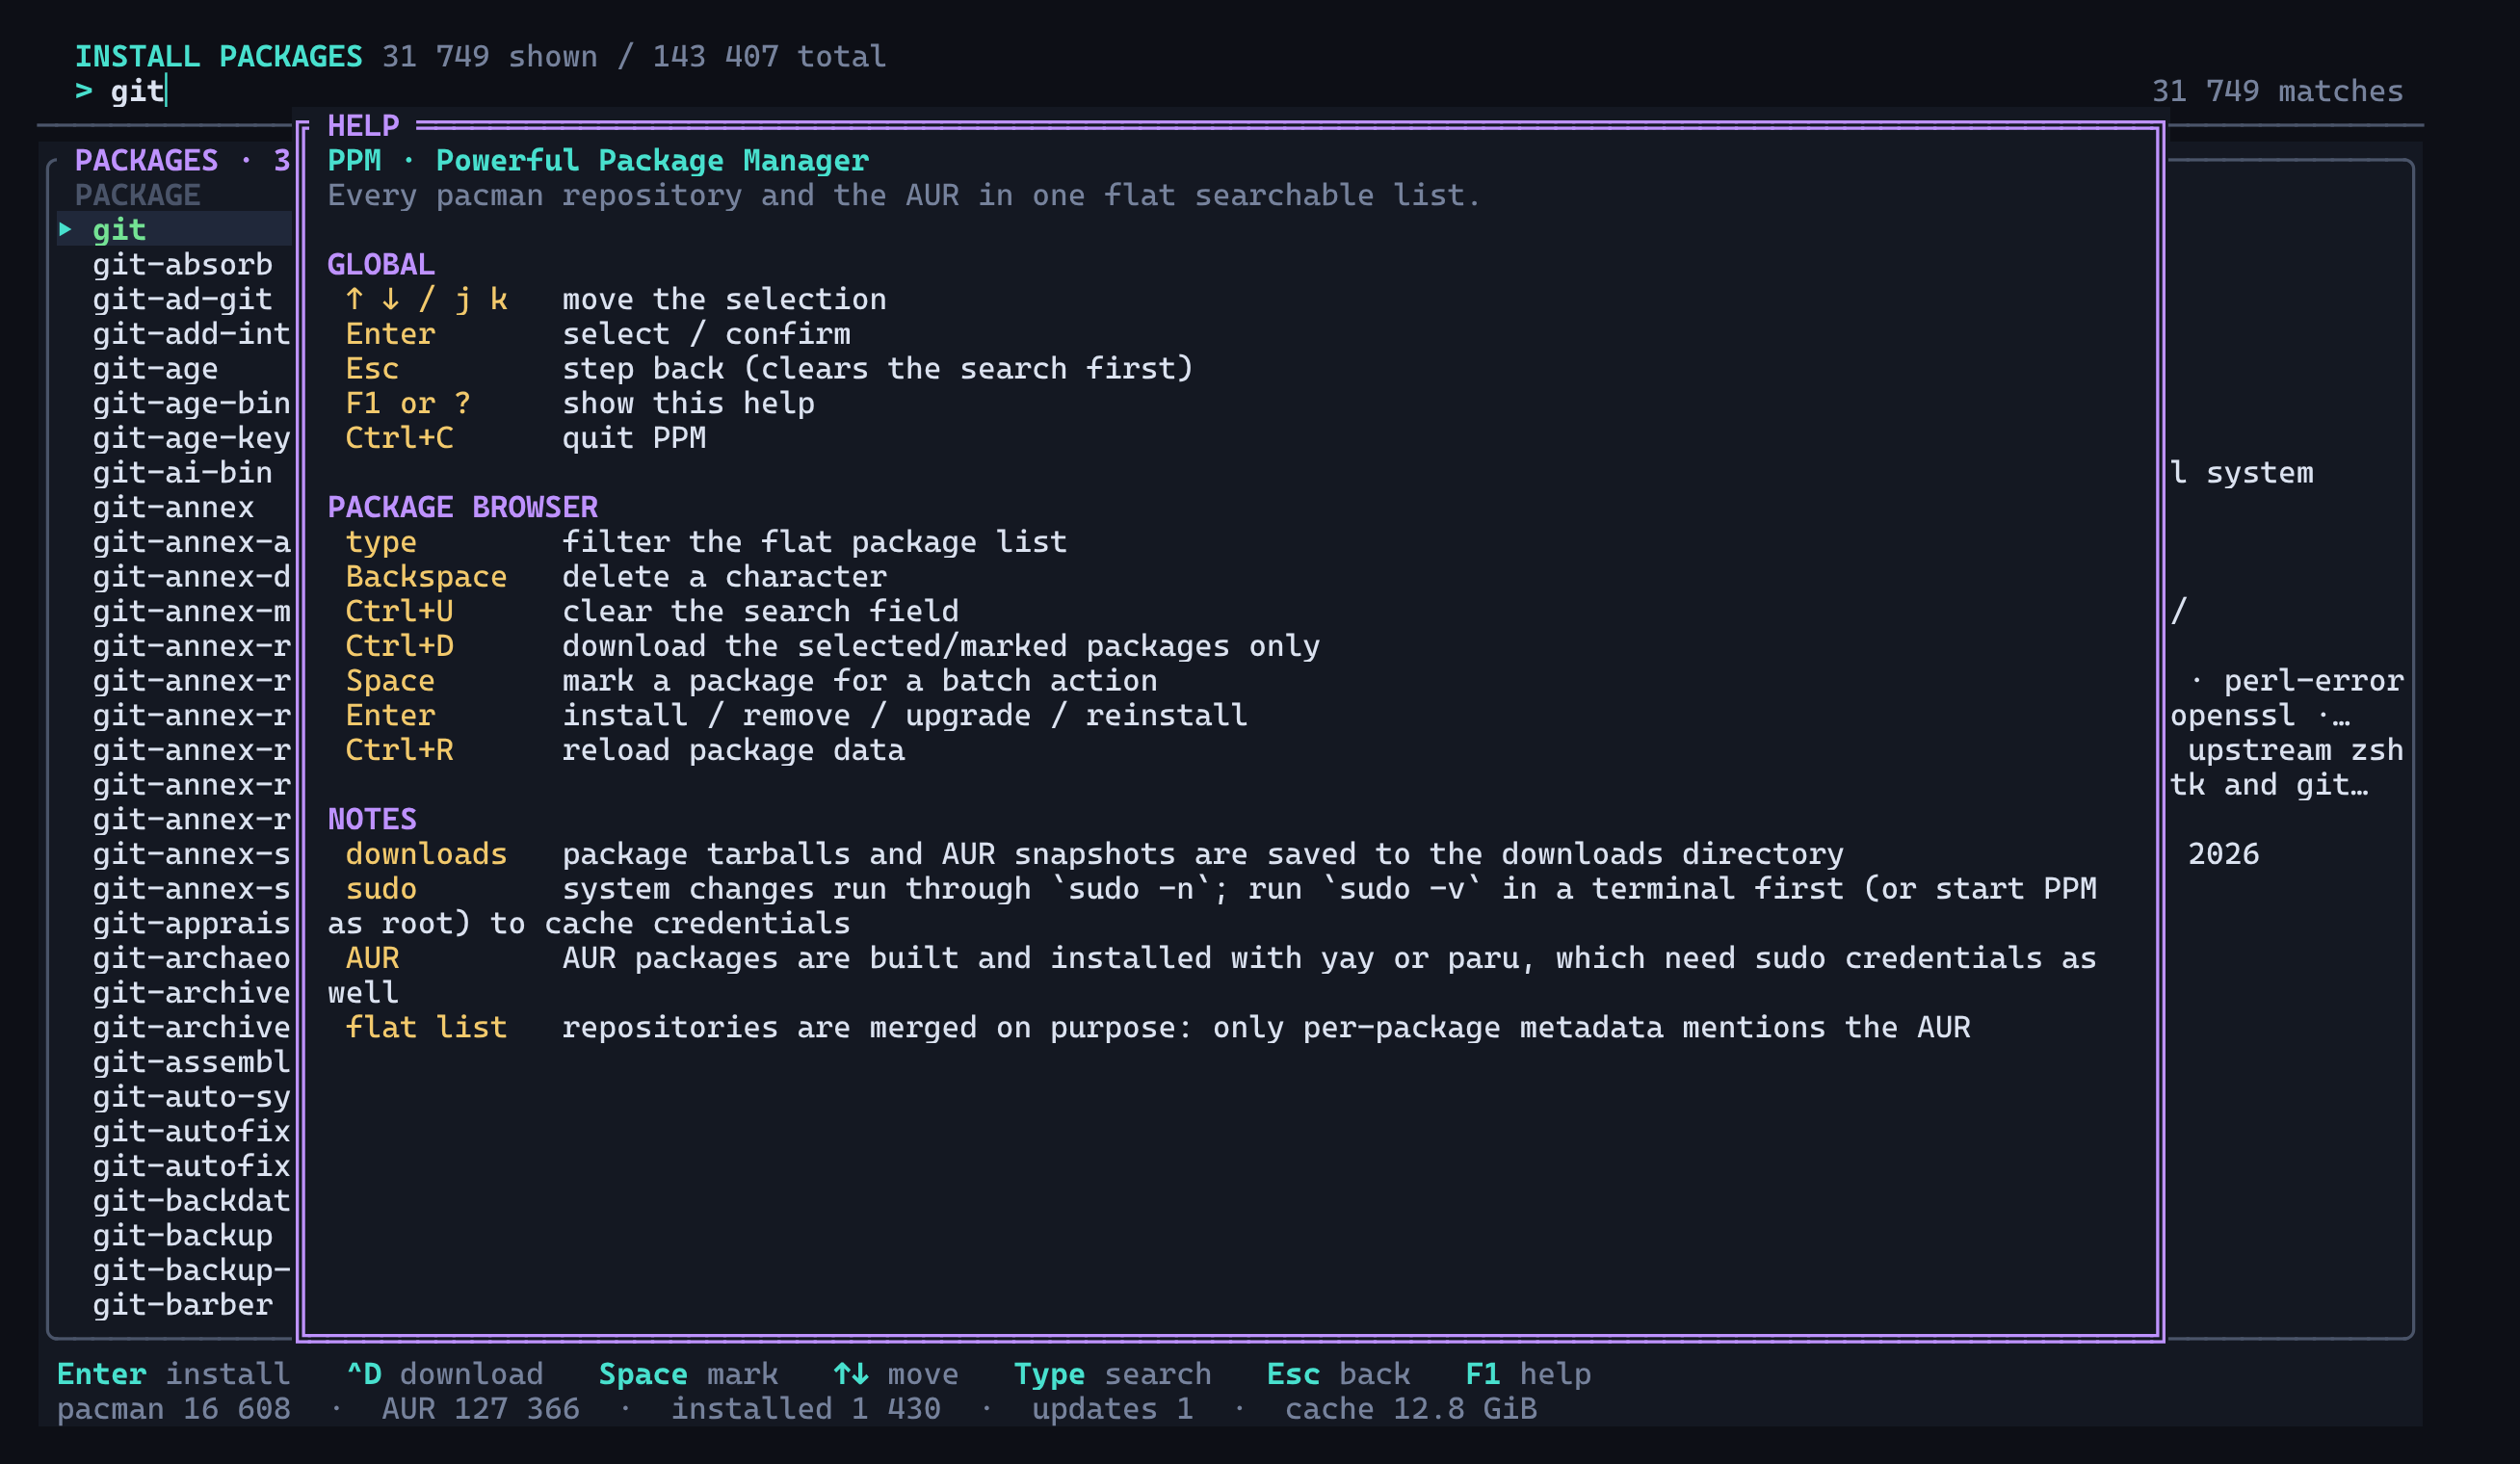 INSTALL PACKAGES 31 749 shown / 143 407 total
> git
31 749 matches
HELP
PACKAGES · 3
PACKAGE
git
git-absorb
git-ad-git
git-add-int
git-age
git-age-bin
git-age-key
git-ai-bin
git-annex
git-annex-a
git-annex-d
git-annex-m
git-annex-r
git-annex-r
git-annex-r
git-annex-r
git-annex-r
git-annex-r
git-annex-s
git-annex-s
git-apprais
git-archaeo
git-archive
git-archive
git-assembl
git-auto-sy
git-autofix
git-autofix
git-backdat
git-backup
git-backup-
git-barber
PPM · Powerful Package Manager
Every pacman repository and the AUR in one flat searchable list.
GLOBAL
↑ ↓ / j k move the selection
Enter select / confirm
Esc step back (clears the search first)
F1 or ? show this help
Ctrl+C quit PPM
PACKAGE BROWSER
type filter the flat package list
Backspace delete a character
Ctrl+U clear the search field
Ctrl+D download the selected/marked packages only
Space mark a package for a batch action
Enter install / remove / upgrade / reinstall
Ctrl+R reload package data
NOTES
downloads package tarballs and AUR snapshots are saved to the downloads directory
sudo system changes run through `sudo -n`; run `sudo -v` in a terminal first (or start PPM
as root) to cache credentials
AUR AUR packages are built and installed with yay or paru, which need sudo credentials as
well
flat list repositories are merged on purpose: only per-package metadata mentions the AUR
l system
/
· perl-error
openssl ·…
upstream zsh
tk and git…
2026
Enter install ^D download Space mark ↑↓ move Type search Esc back F1 help
pacman 16 608 · AUR 127 366 · installed 1 430 · updates 1 · cache 12.8 GiB